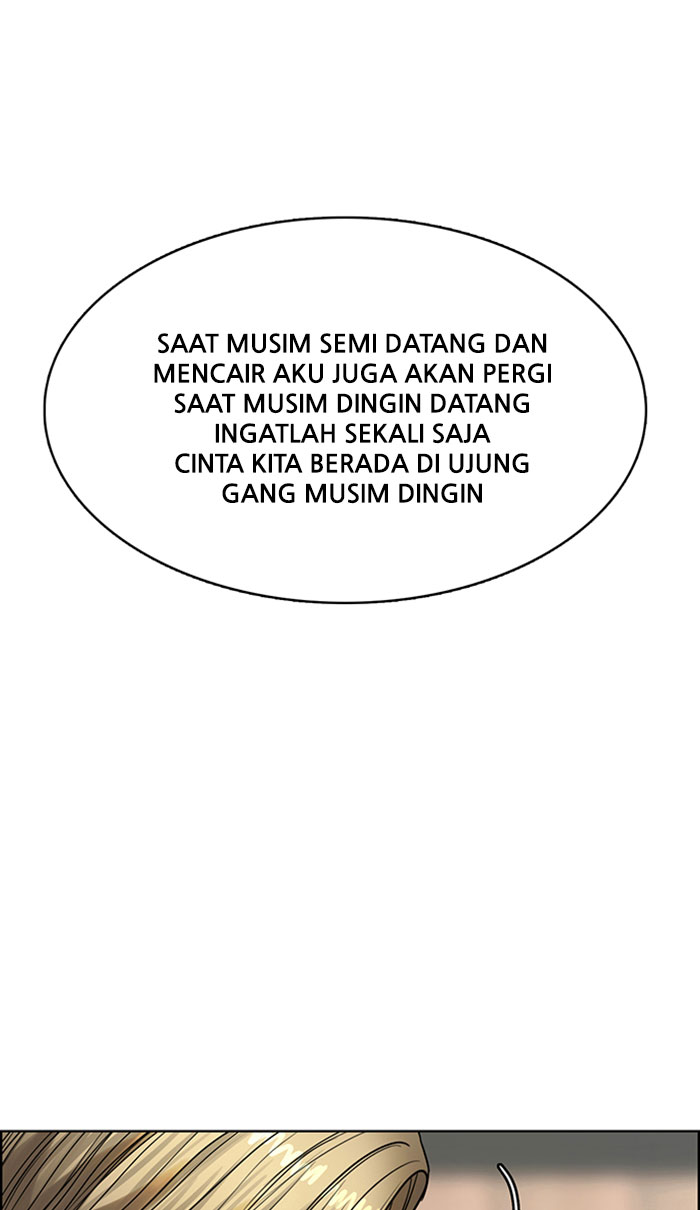 SAAT MUSIM SEMI DATANG DAN
MENCAIR AKU JUGA AKAN PERGI
SAAT MUSIM DINGIN DATANG
INGATLAH SEKALI SAJA
CINTA KITA BERADA DI UJUNG
GANG MUSIM DINGIN